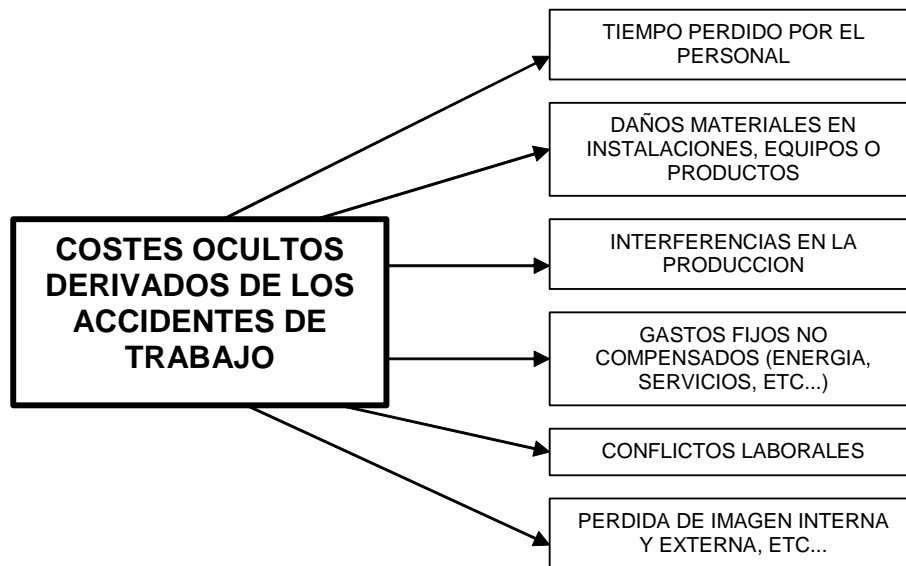 TIEMPO PERDIDO POR EL
PERSONAL
DAÑOS MATERIALES EN
INSTALACIONES, EQUIPOS O
PRODUCTOS
COSTES OCULTOS
DERIVADOS DE LOS
ACCIDENTES DE
TRABAJO
INTERFERENCIAS EN LA
PRODUCCION
GASTOS FIJOS NO
COMPENSADOS (ENERGIA,
SERVICIOS, ETC...)
CONFLICTOS LABORALES
PERDIDA DE IMAGEN INTERNA
Y EXTERNA, ETC...